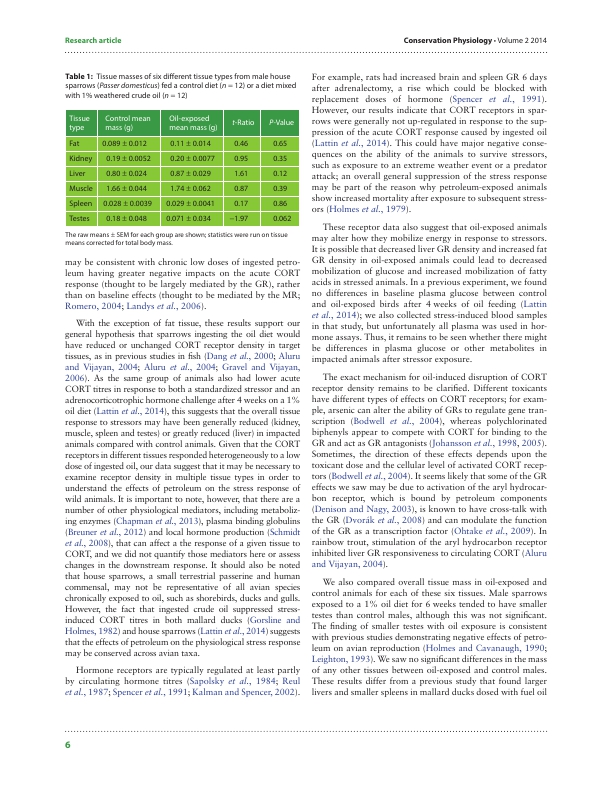 Research article
Conservation Physiology • Volume 2 2014
Table 1: Tissue masses of six different tissue types from male house
sparrows (Passer domesticus) fed a control diet (n = 12) or a diet mixed
with 1% weathered crude oil (n = 12)
Tissue type Control mean mass (g) Oil-exposed mean mass (g) t-Ratio P-Value
Fat 0.089 ± 0.012 0.11 ± 0.014 0.46 0.65
Kidney 0.19 ± 0.0052 0.20 ± 0.0077 0.95 0.35
Liver 0.80 ± 0.024 0.87 ± 0.029 1.61 0.12
Muscle 1.66 ± 0.044 1.74 ± 0.062 0.87 0.39
Spleen 0.028 ± 0.0039 0.029 ± 0.0041 0.17 0.86
Testes 0.18 ± 0.048 0.071 ± 0.034 −1.97 0.062
The raw means ± SEM for each group are shown; statistics were run on tissue
means corrected for total body mass.
may be consistent with chronic low doses of ingested petro-
leum having greater negative impacts on the acute CORT
response (thought to be largely mediated by the GR), rather
than on baseline effects (thought to be mediated by the MR;
Romero, 2004; Landys et al., 2006).
With the exception of fat tissue, these results support our
general hypothesis that sparrows ingesting the oil diet would
have reduced or unchanged CORT receptor density in target
tissues, as in previous studies in fish (Dang et al., 2000; Aluru
and Vijayan, 2004; Aluru et al., 2004; Gravel and Vijayan,
2006). As the same group of animals also had lower acute
CORT titres in response to both a standardized stressor and an
adrenocorticotrophic hormone challenge after 4 weeks on a 1%
oil diet (Lattin et al., 2014), this suggests that the overall tissue
response to stressors may have been generally reduced (kidney,
muscle, spleen and testes) or greatly reduced (liver) in impacted
animals compared with control animals. Given that the CORT
receptors in different tissues responded heterogeneously to a low
dose of ingested oil, our data suggest that it may be necessary to
examine receptor density in multiple tissue types in order to
understand the effects of petroleum on the stress response of
wild animals. It is important to note, however, that there are a
number of other physiological mediators, including metaboliz-
ing enzymes (Chapman et al., 2013), plasma binding globulins
(Breuner et al., 2012) and local hormone production (Schmidt
et al., 2008), that can affect a the response of a given tissue to
CORT, and we did not quantify those mediators here or assess
changes in the downstream response. It should also be noted
that house sparrows, a small terrestrial passerine and human
commensal, may not be representative of all avian species
chronically exposed to oil, such as shorebirds, ducks and gulls.
However, the fact that ingested crude oil suppressed stress-
induced CORT titres in both mallard ducks (Gorsline and
Holmes, 1982) and house sparrows (Lattin et al., 2014) suggests
that the effects of petroleum on the physiological stress response
may be conserved across avian taxa.
Hormone receptors are typically regulated at least partly
by circulating hormone titres (Sapolsky et al., 1984; Reul
et al., 1987; Spencer et al., 1991; Kalman and Spencer, 2002).
For example, rats had increased brain and spleen GR 6 days
after adrenalectomy, a rise which could be blocked with
replacement doses of hormone (Spencer et al., 1991).
However, our results indicate that CORT receptors in spar-
rows were generally not up-regulated in response to the sup-
pression of the acute CORT response caused by ingested oil
(Lattin et al., 2014). This could have major negative conse-
quences on the ability of the animals to survive stressors,
such as exposure to an extreme weather event or a predator
attack; an overall general suppression of the stress response
may be part of the reason why petroleum-exposed animals
show increased mortality after exposure to subsequent stress-
ors (Holmes et al., 1979).
These receptor data also suggest that oil-exposed animals
may alter how they mobilize energy in response to stressors.
It is possible that decreased liver GR density and increased fat
GR density in oil-exposed animals could lead to decreased
mobilization of glucose and increased mobilization of fatty
acids in stressed animals. In a previous experiment, we found
no differences in baseline plasma glucose between control
and oil-exposed birds after 4 weeks of oil feeding (Lattin
et al., 2014); we also collected stress-induced blood samples
in that study, but unfortunately all plasma was used in hor-
mone assays. Thus, it remains to be seen whether there might
be differences in plasma glucose or other metabolites in
impacted animals after stressor exposure.
The exact mechanism for oil-induced disruption of CORT
receptor density remains to be clarified. Different toxicants
have different types of effects on CORT receptors; for exam-
ple, arsenic can alter the ability of GRs to regulate gene tran-
scription (Bodwell et al., 2004), whereas polychlorinated
biphenyls appear to compete with CORT for binding to the
GR and act as GR antagonists (Johansson et al., 1998, 2005).
Sometimes, the direction of these effects depends upon the
toxicant dose and the cellular level of activated CORT recep-
tors (Bodwell et al., 2004). It seems likely that some of the GR
effects we saw may be due to activation of the aryl hydrocar-
bon receptor, which is bound by petroleum components
(Denison and Nagy, 2003), is known to have cross-talk with
the GR (Dvorák et al., 2008) and can modulate the function
of the GR as a transcription factor (Ohtake et al., 2009). In
rainbow trout, stimulation of the aryl hydrocarbon receptor
inhibited liver GR responsiveness to circulating CORT (Aluru
and Vijayan, 2004).
We also compared overall tissue mass in oil-exposed and
control animals for each of these six tissues. Male sparrows
exposed to a 1% oil diet for 6 weeks tended to have smaller
testes than control males, although this was not significant.
The finding of smaller testes with oil exposure is consistent
with previous studies demonstrating negative effects of petro-
leum on avian reproduction (Holmes and Cavanaugh, 1990;
Leighton, 1993). We saw no significant differences in the mass
of any other tissues between oil-exposed and control males.
These results differ from a previous study that found larger
livers and smaller spleens in mallard ducks dosed with fuel oil
6